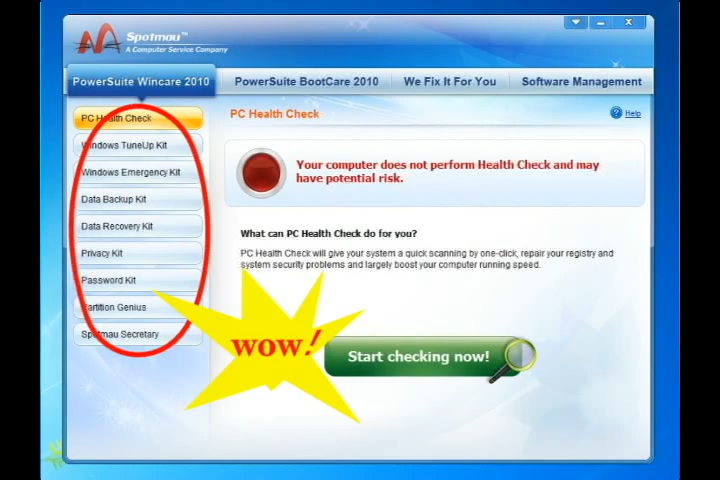 Spotmau™
A Computer Service Company
PowerSuite Wincare 2010
PowerSuite BootCare 2010
We Fix It For You
Software Management
PC Health Check
Windows TuneUp Kit
Windows Emergency Kit
Data Backup Kit
Data Recovery Kit
Privacy Kit
Password Kit
Partition Genius
Spotmau Secretary
PC Health Check
Help
Your computer does not perform Health Check and may
have potential risk.
What can PC Health Check do for you?
PC Health Check will give your system a quick scanning by one-click, repair your registry and
system security problems and largely boost your computer running speed.
wow!
Start checking now!